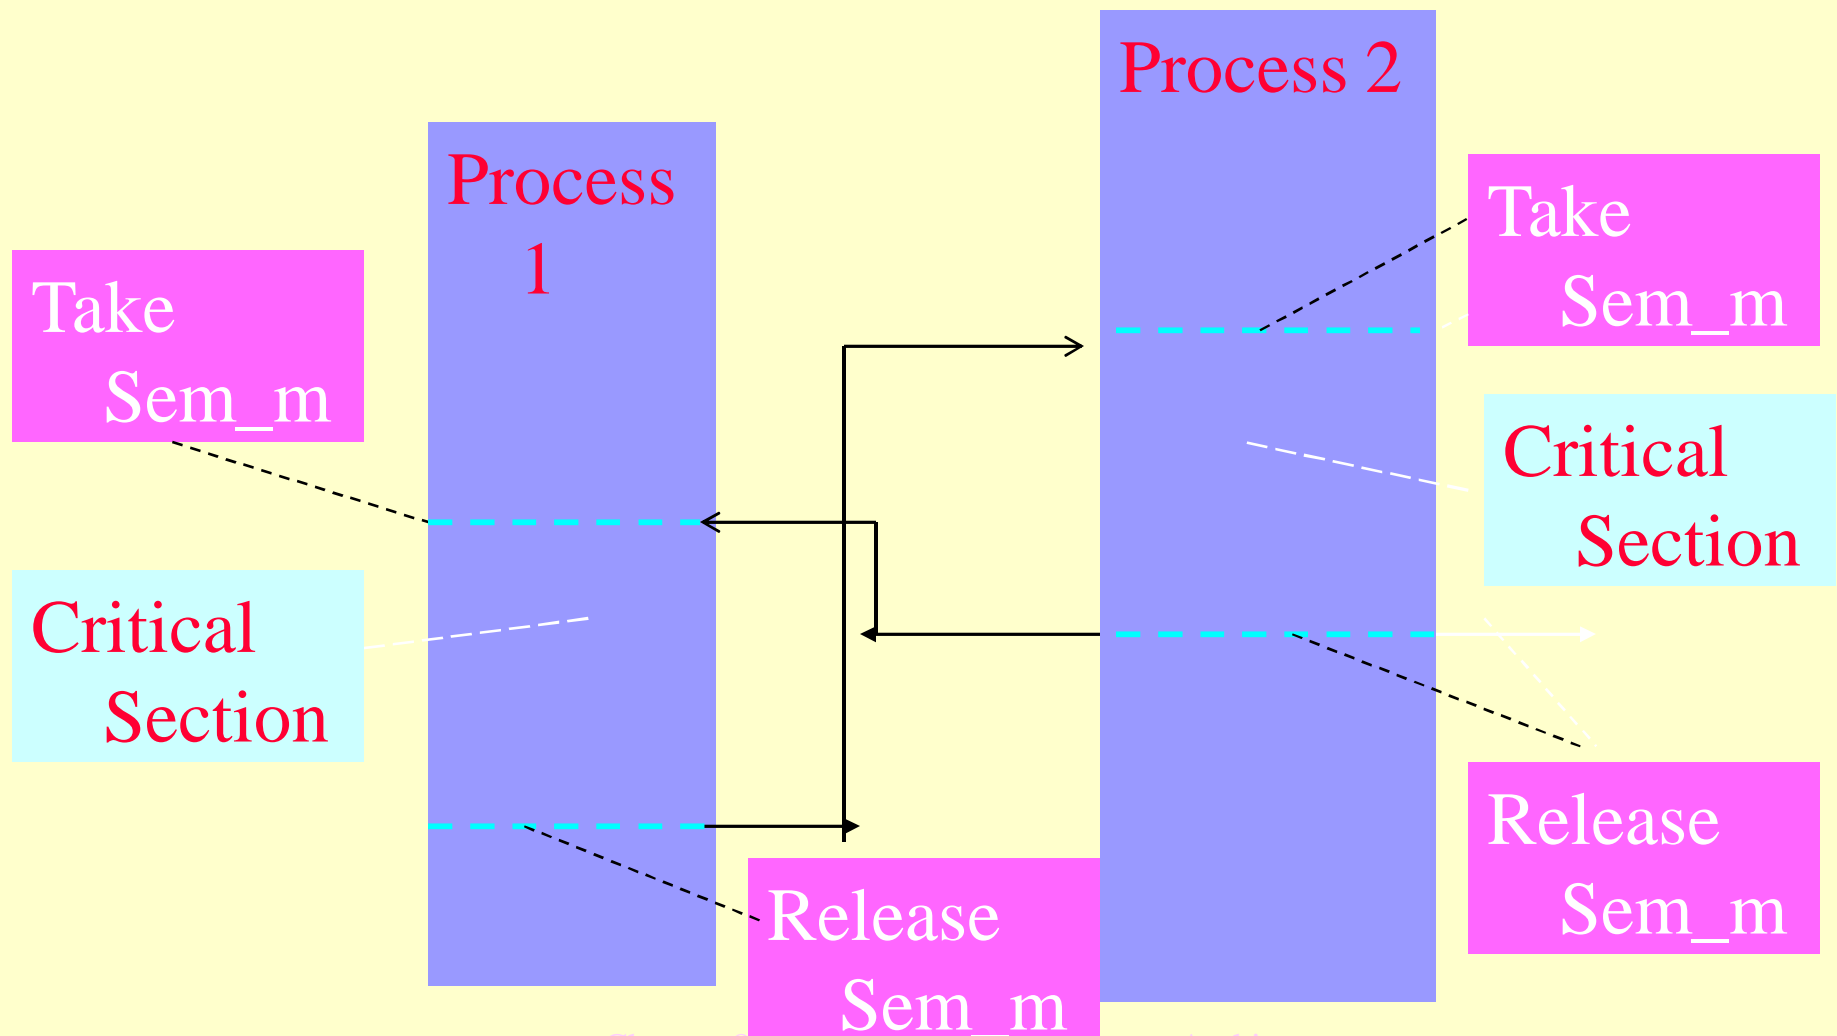 Process 2
Process
1
Take
Sem_m
Take
Sem_m
Critical
Section
Critical
Section
Release
Sem_m
Release
Sem_m